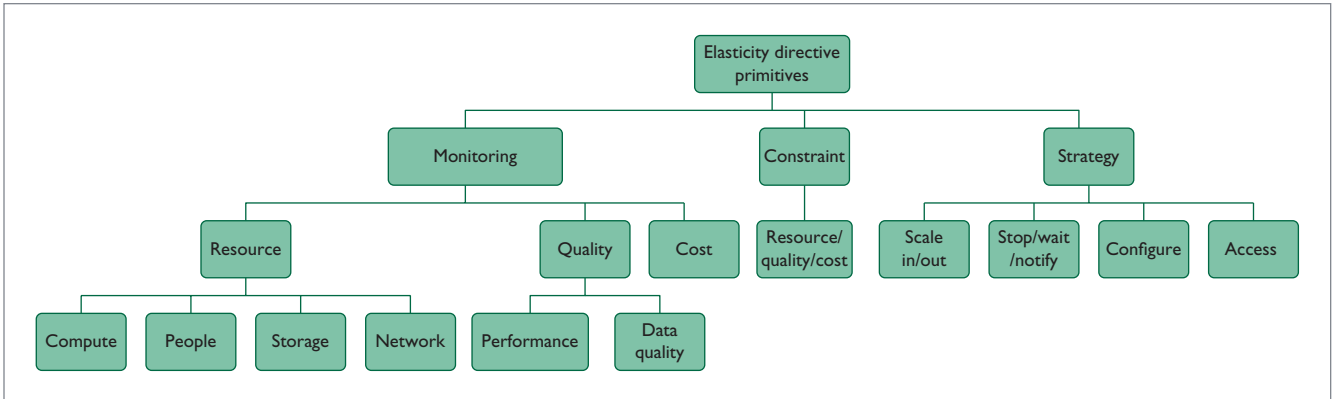 Elasticity directive
primitives
Monitoring
Constraint
Strategy
Resource
Quality
Cost
Resource/
quality/cost
Scale
in/out
Stop/wait
/notify
Configure
Access
Compute
People
Storage
Network
Performance
Data
quality